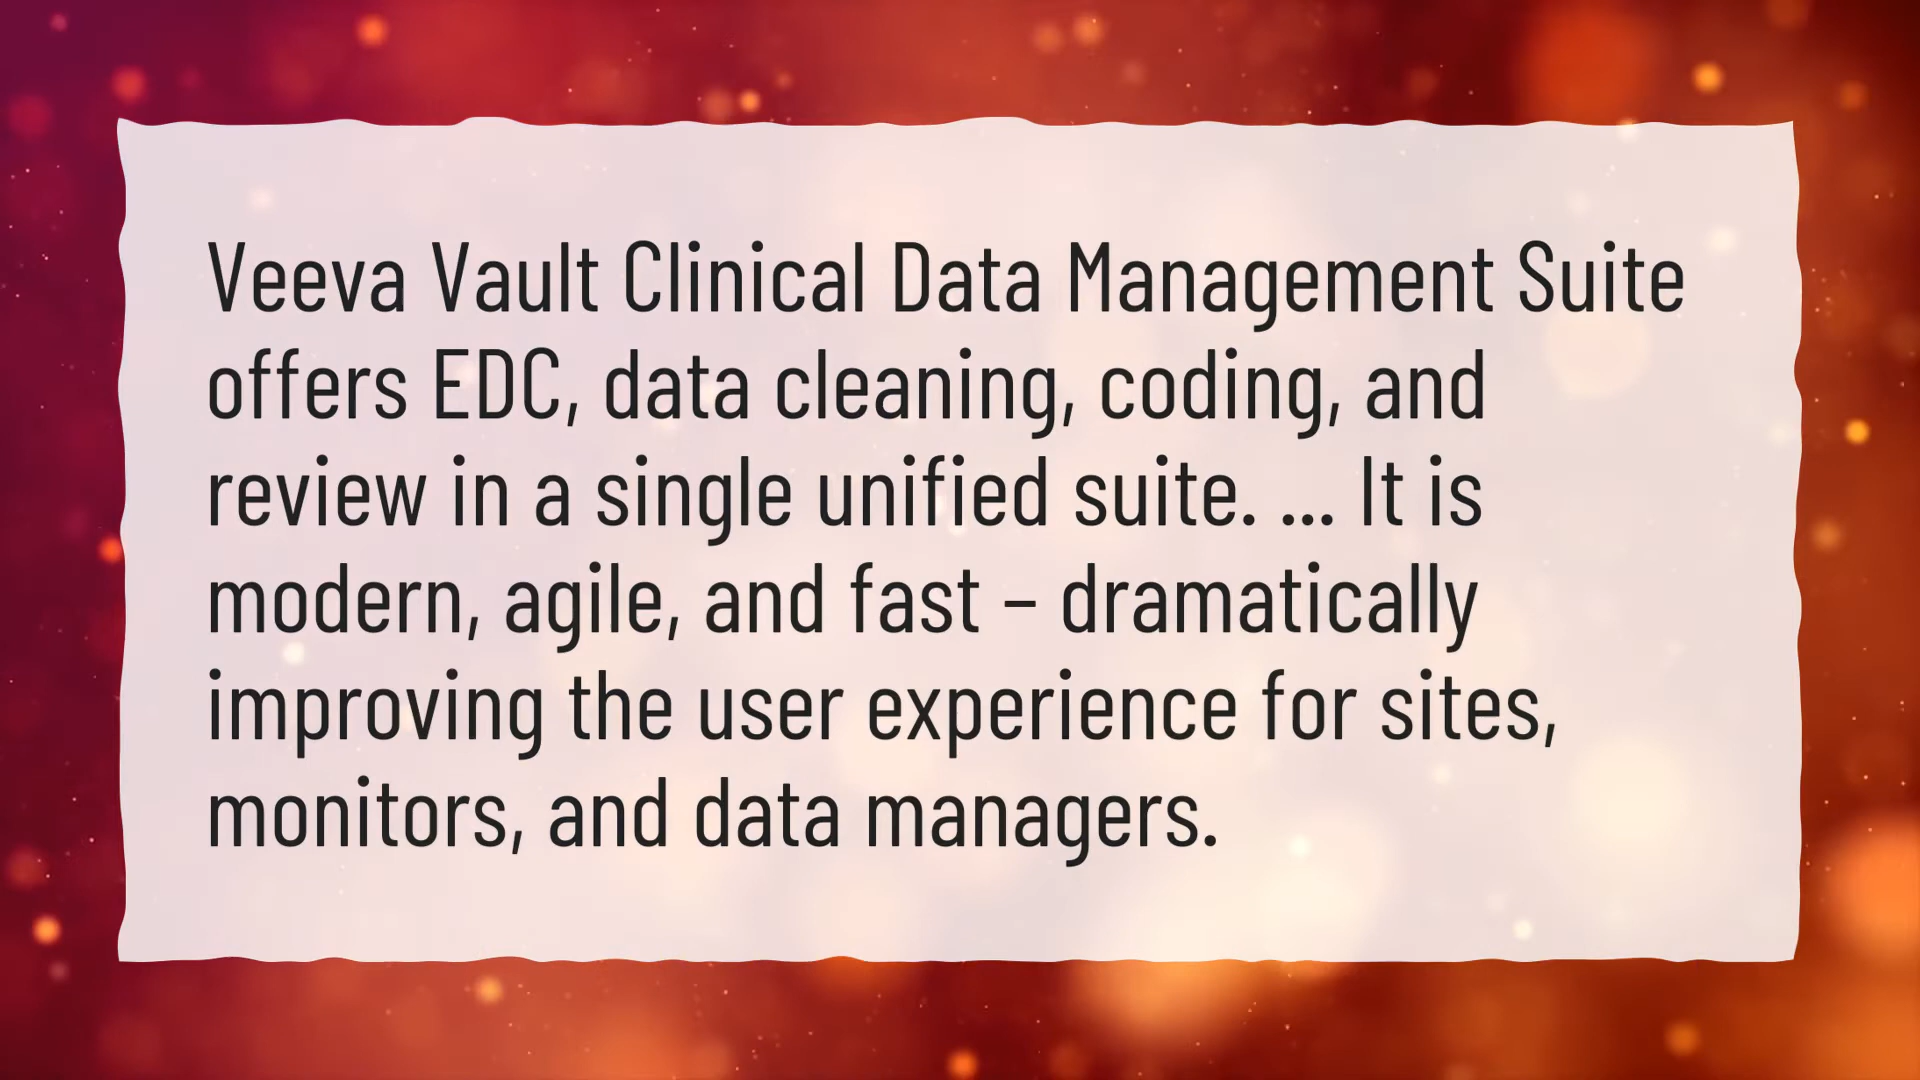 Veeva Vault Clinical Data Management Suite
offers EDC, data cleaning, coding, and
review in a single unified suite. ... It is
modern, agile, and fast – dramatically
improving the user experience for sites,
monitors, and data managers.